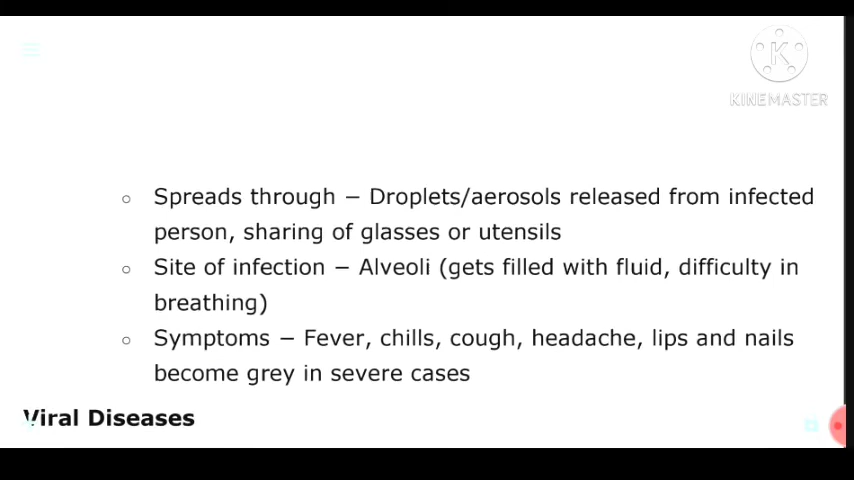 KINEMASTER
○ Spreads through − Droplets/aerosols released from infected
person, sharing of glasses or utensils
○ Site of infection − Alveoli (gets filled with fluid, difficulty in
breathing)
○ Symptoms − Fever, chills, cough, headache, lips and nails
become grey in severe cases
Viral Diseases